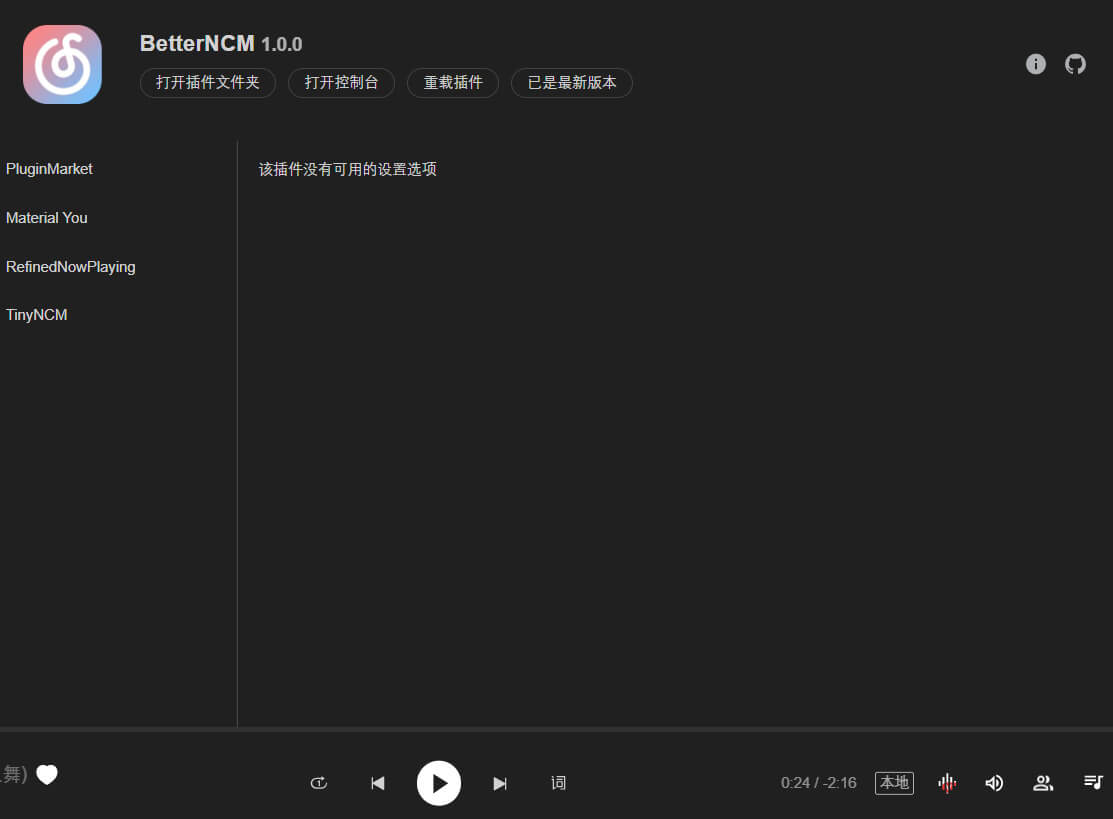 BetterNCM 1.0.0
打开插件文件夹 打开控制台 重载插件 已是最新版本
PluginMarket
该插件没有可用的设置选项
Material You
RefinedNowPlaying
TinyNCM
舞)
词
0:24 / -2:16 本地